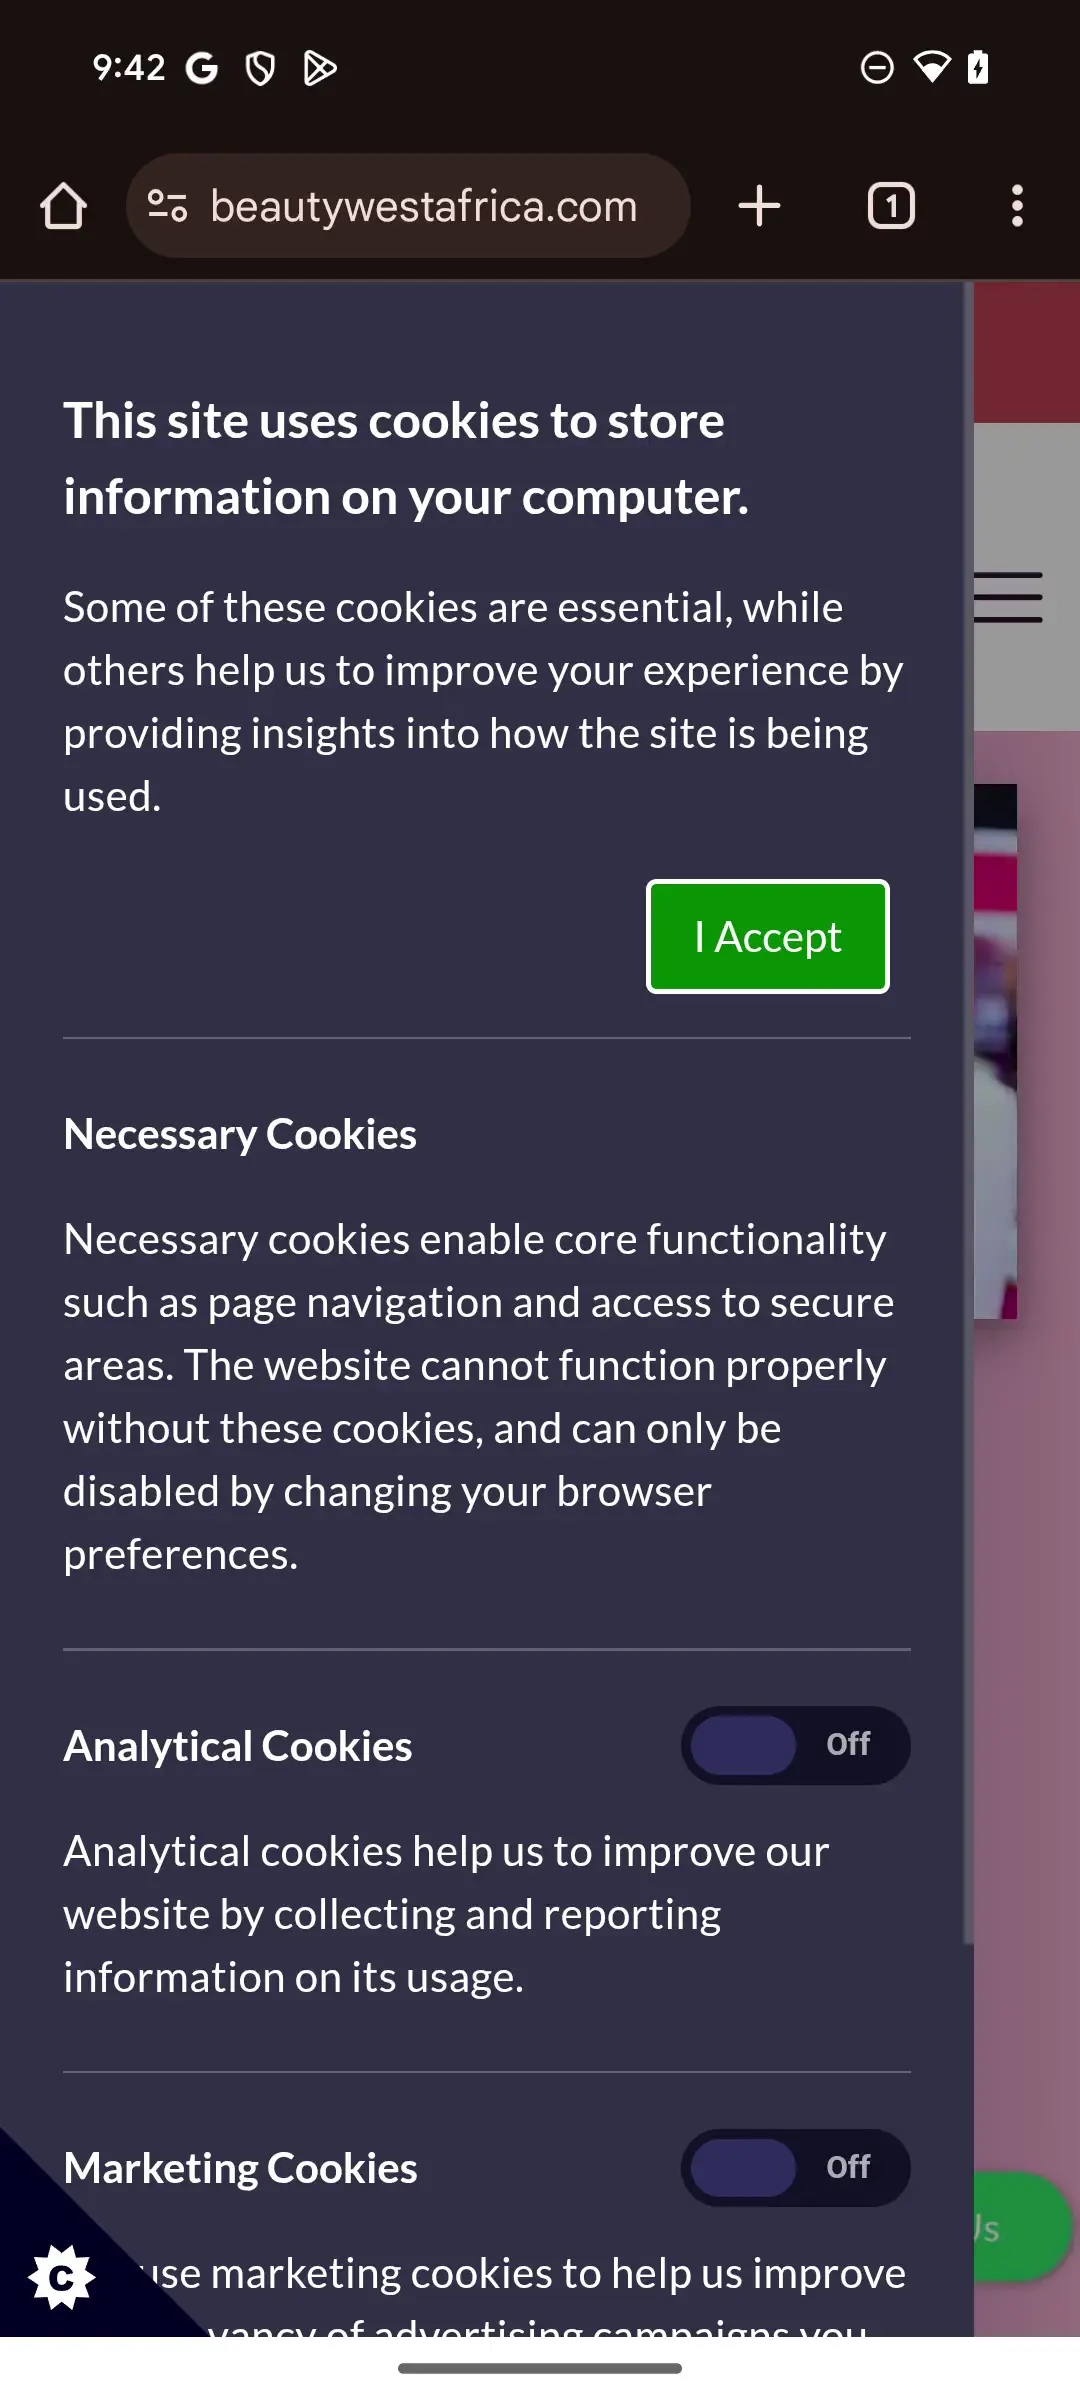 9:42
beautywestafrica.com
1
This site uses cookies to store
information on your computer.
Some of these cookies are essential, while
others help us to improve your experience by
providing insights into how the site is being
used.
I Accept
Necessary Cookies
Necessary cookies enable core functionality
such as page navigation and access to secure
areas. The website cannot function properly
without these cookies, and can only be
disabled by changing your browser
preferences.
Analytical Cookies
Off
Analytical cookies help us to improve our
website by collecting and reporting
information on its usage.
Marketing Cookies
Off
use marketing cookies to help us improve
of advertising campaigns you
Us
C